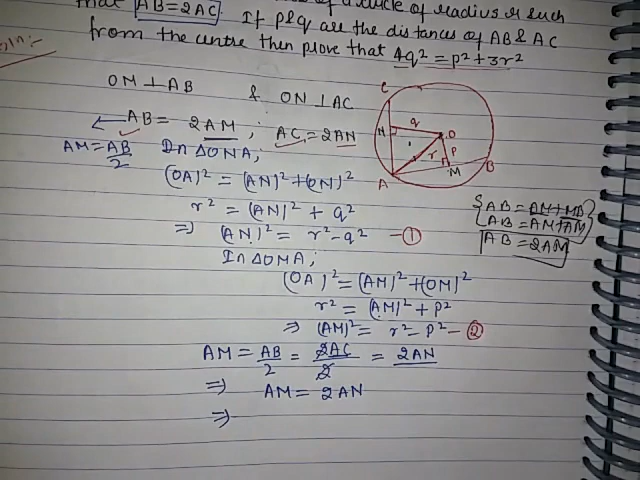 that AB=2AC. If p & q are the distances of AB & AC
from the centre then prove that 4q² = p²+3r²
Soln:-
OM ⊥ AB & ON ⊥ AC
AB = 2AM ; AC = 2AN
AM = AB/2 In ΔONA,
(OA)² = (AN)² + (ON)²
r² = (AN)² + q²
⇒ (AN)² = r² - q² — ①
In ΔOMA,
(OA)² = (AM)² + (OM)²
r² = (AM)² + p²
⇒ (AM)² = r² - p² — ②
AM = AB/2 = 2AC/2 = 2AN
⇒ AM = 2AN
⇒
C
q
N
O
r
P
M
B
A
{AB = AM+MB}
{AB = AM+AM}
AB = 2AM